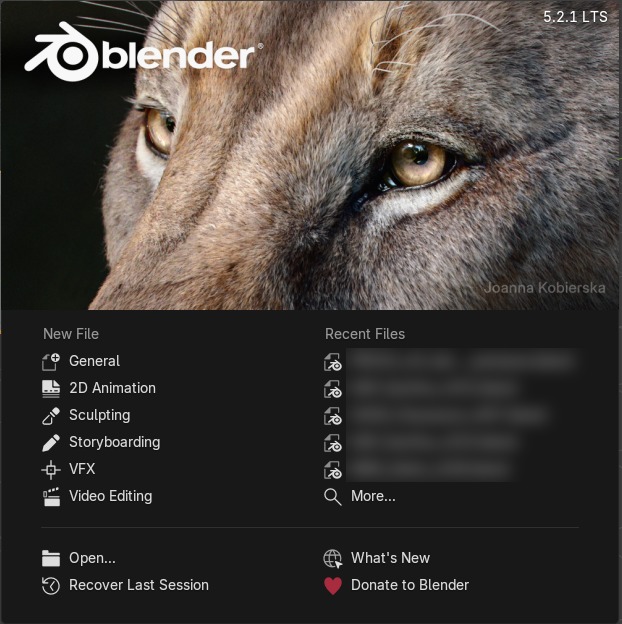 5.2.1 LTS
blender®
Joanna Kobierska
New File
General
2D Animation
Sculpting
Storyboarding
VFX
Video Editing
Recent Files
More...
Open...
Recover Last Session
What's New
Donate to Blender